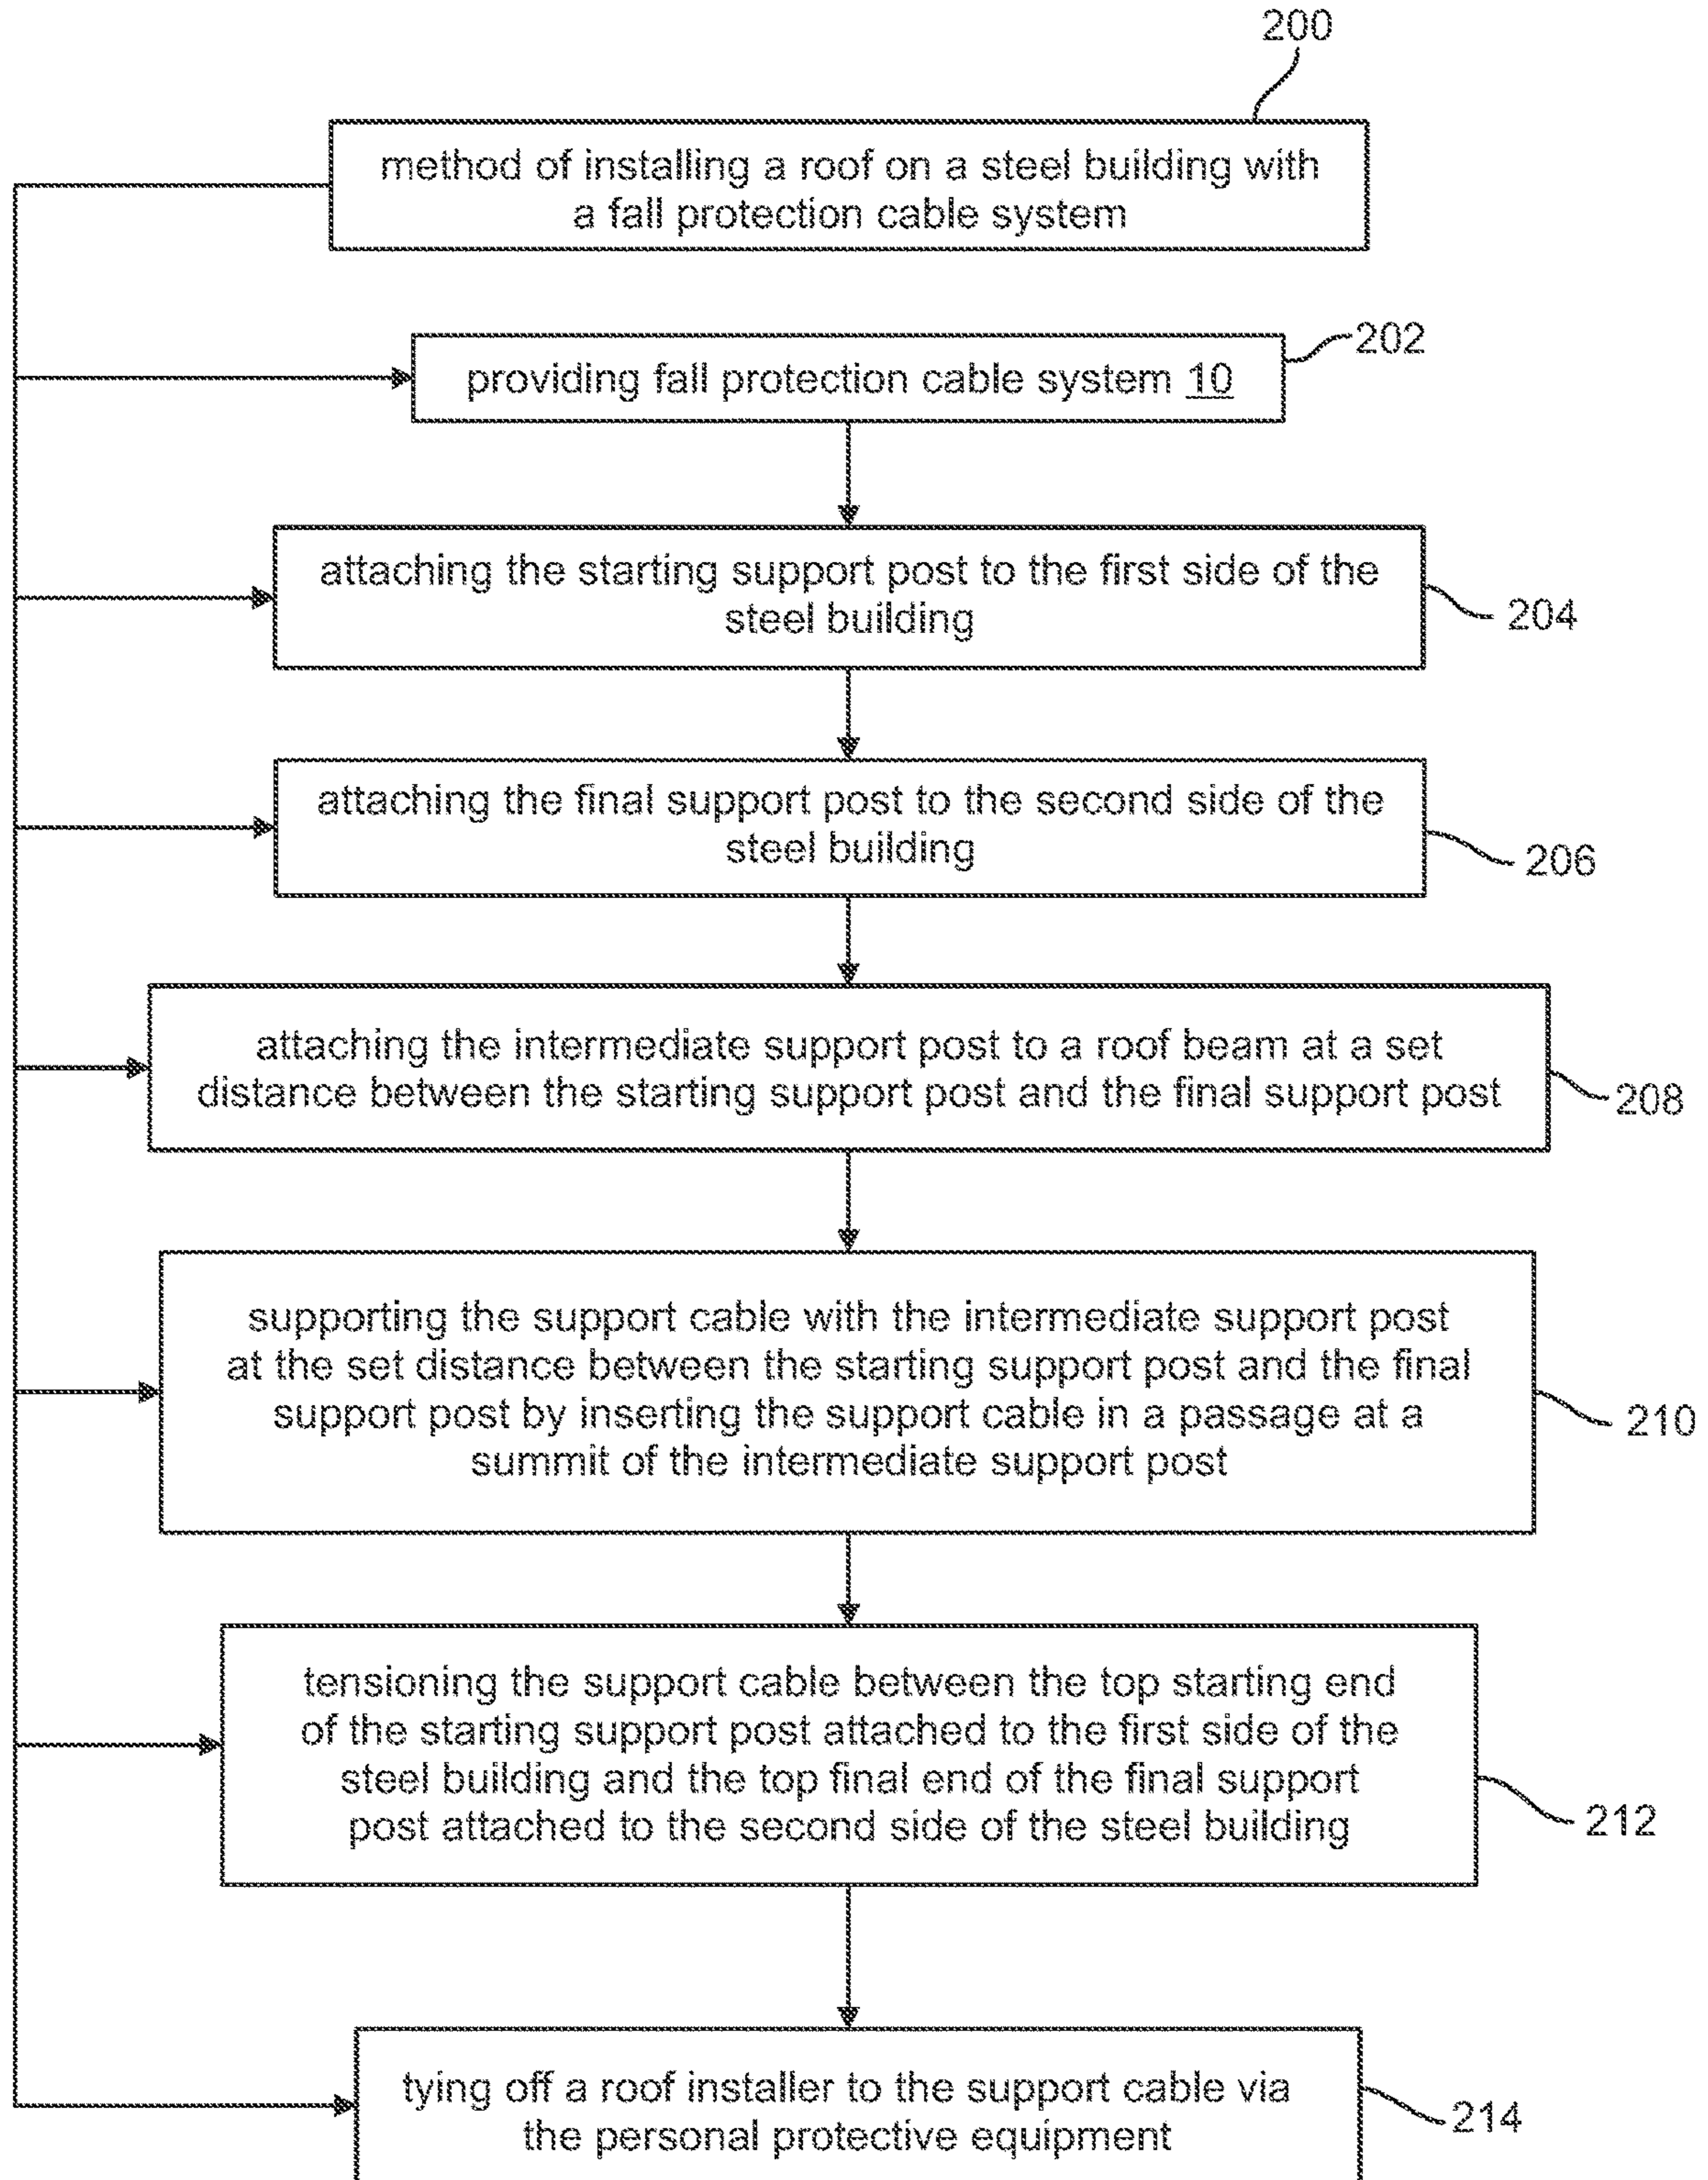 200
method of installing a roof on a steel building with
a fall protection cable system
202
providing fall protection cable system 10
attaching the starting support post to the first side of the
steel building
204
attaching the final support post to the second side of the
steel building
206
attaching the intermediate support post to a roof beam at a set
distance between the starting support post and the final support post
208
supporting the support cable with the intermediate support post
at the set distance between the starting support post and the final
support post by inserting the support cable in a passage at a
summit of the intermediate support post
210
tensioning the support cable between the top starting end
of the starting support post attached to the first side of the
steel building and the top final end of the final support
post attached to the second side of the steel building
212
tying off a roof installer to the support cable via
the personal protective equipment
214